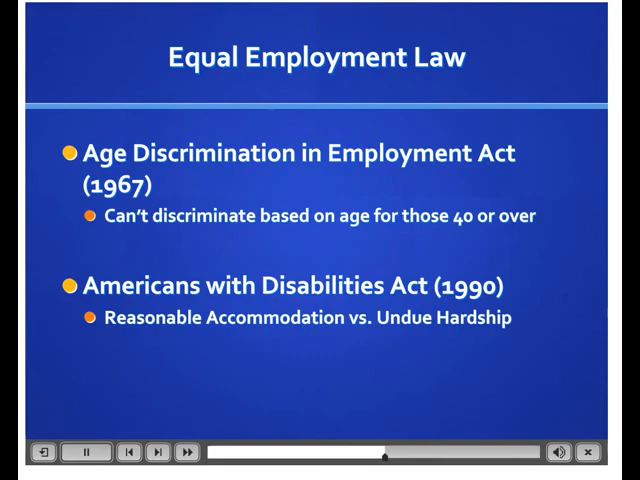 Equal Employment Law
Age Discrimination in Employment Act
(1967)
Can't discriminate based on age for those 40 or over
Americans with Disabilities Act (1990)
Reasonable Accommodation vs. Undue Hardship